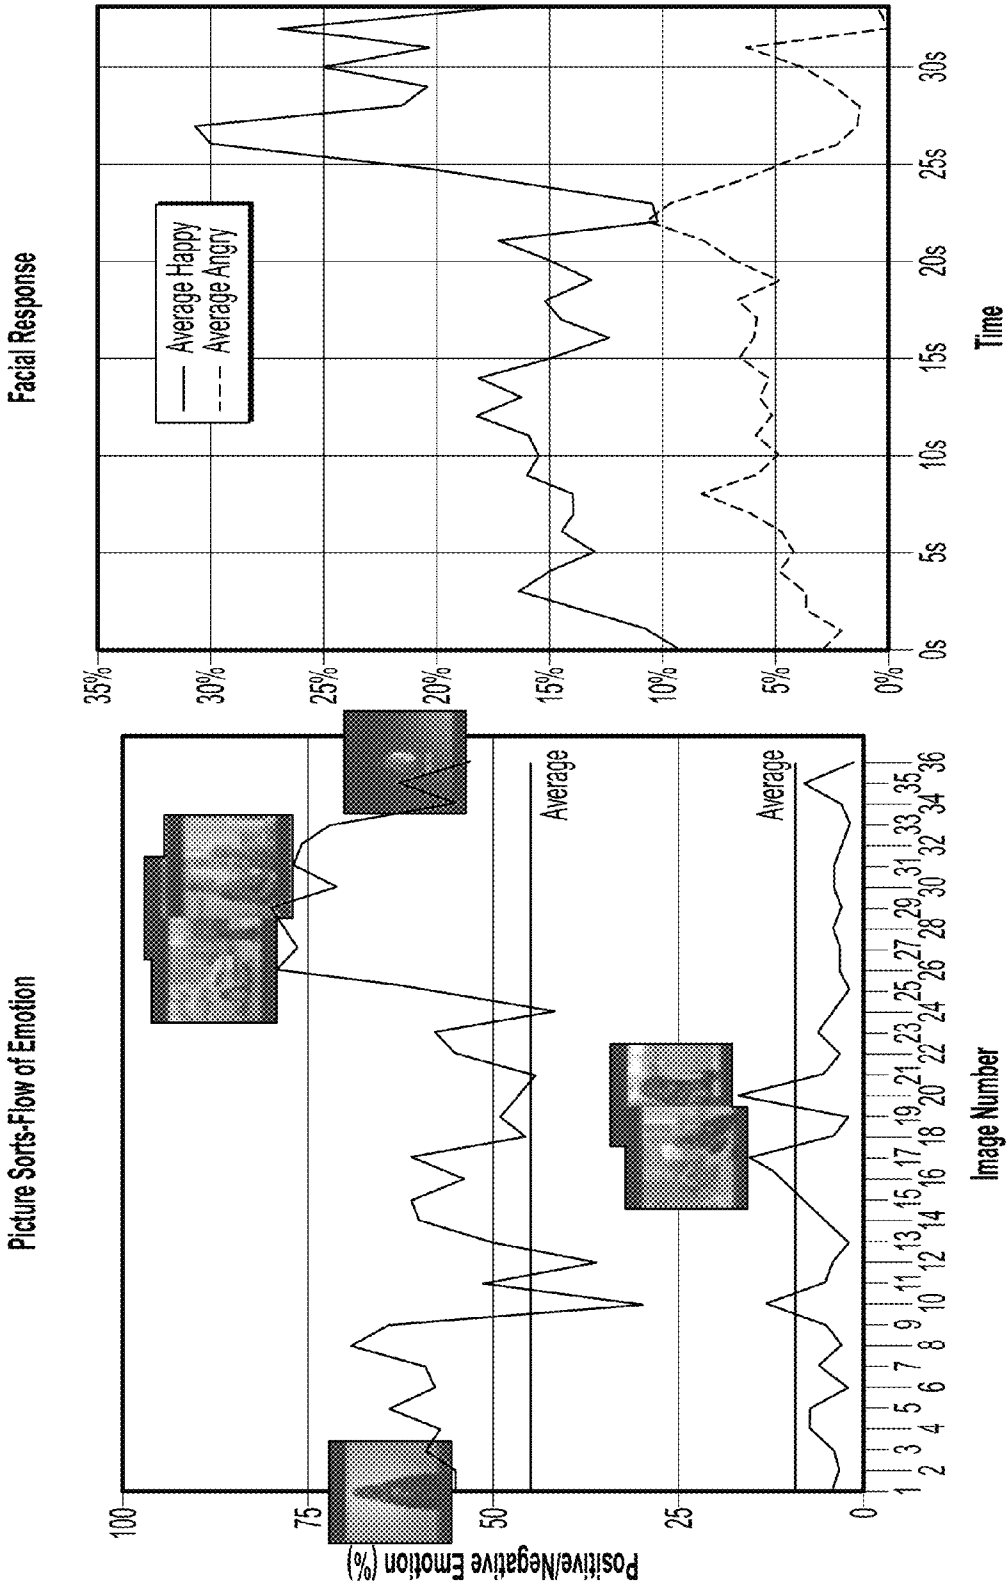 Picture Sorts-Flow of Emotion
Positive/Negative Emotion (%)
100
75
50
25
0
Average
Average
1 2 3 4 5 6 7 8 9 10 11 12 13 14 15 16 17 18 19 20 21 22 23 24 25 26 27 28 29 30 31 32 33 34 35 36
Image Number
Facial Response
35%
30%
25%
20%
15%
10%
5%
0%
Average Happy
Average Angry
0s 5s 10s 15s 20s 25s 30s
Time